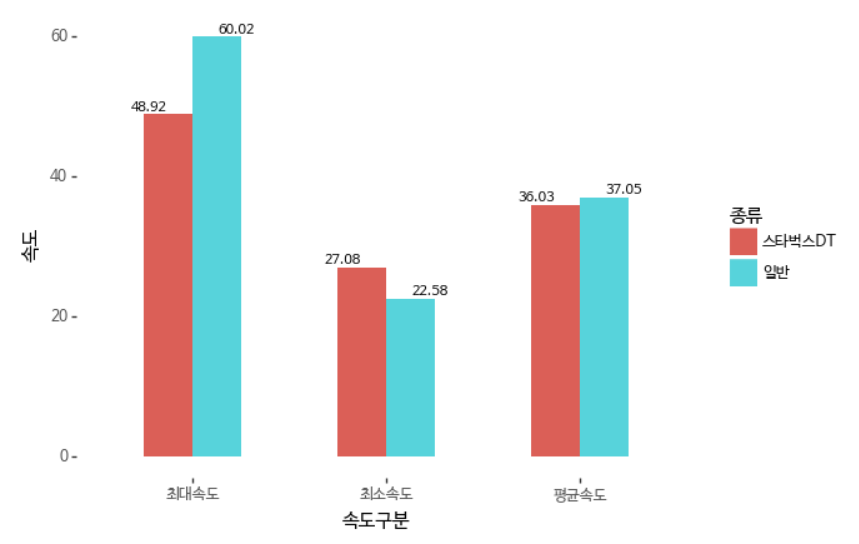 60
40
20
0
속도
48.92
60.02
27.08
22.58
36.03
37.05
최대속도
최소속도
평균속도
속도구분
종류
스타벅스DT
일반